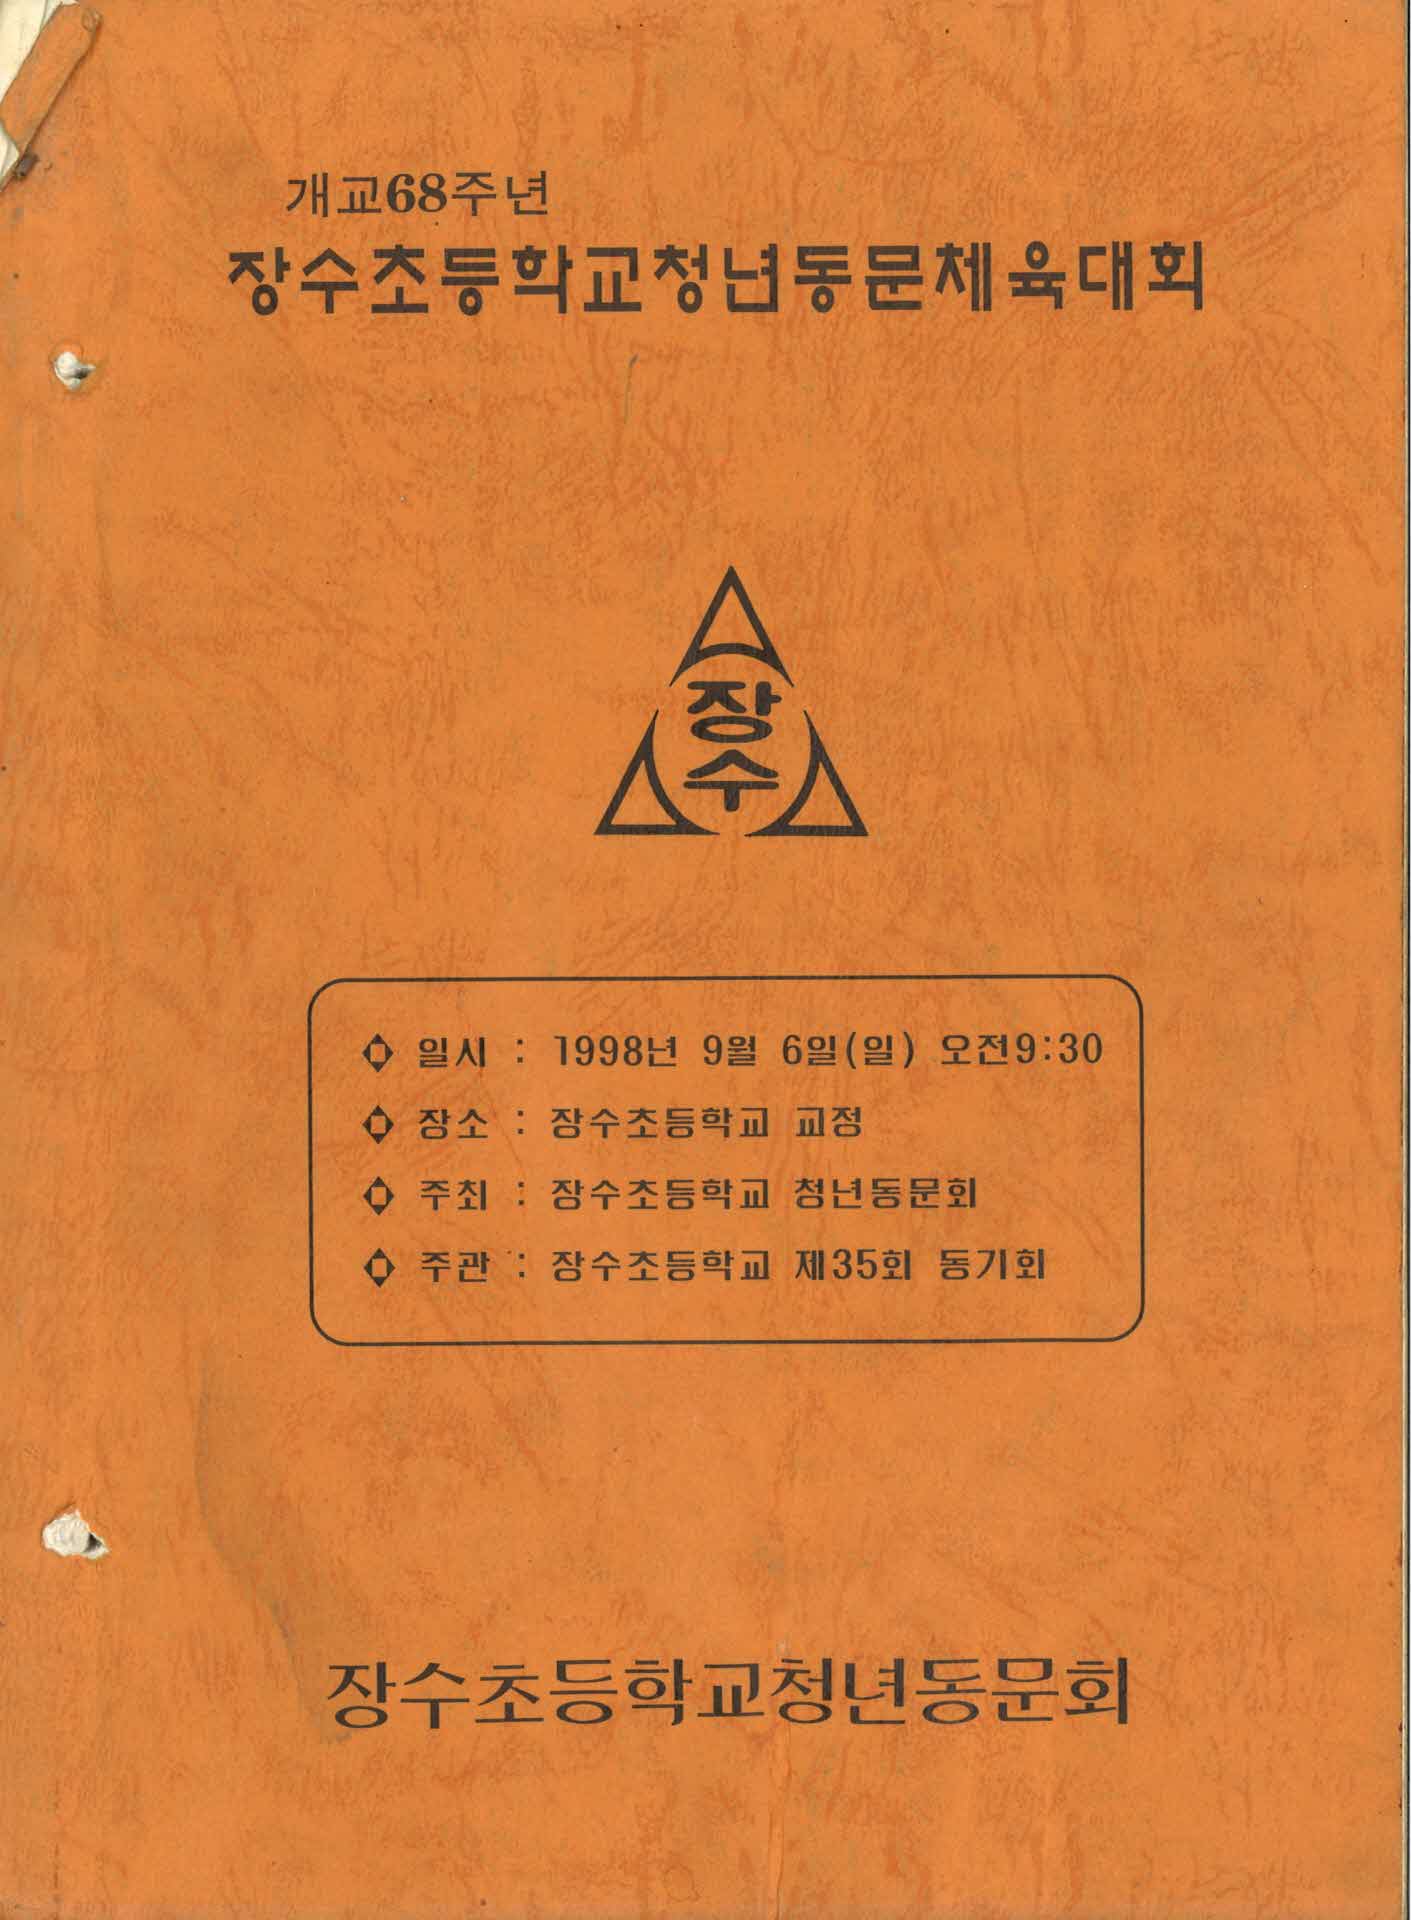 개교68주년
장수초등학교청년동문체육대회
장
수
일시 : 1998년 9월 6일(일) 오전9:30
장소 : 장수초등학교 교정
주최 : 장수초등학교 청년동문회
주관 : 장수초등학교 제35회 동기회
장수초등학교청년동문회